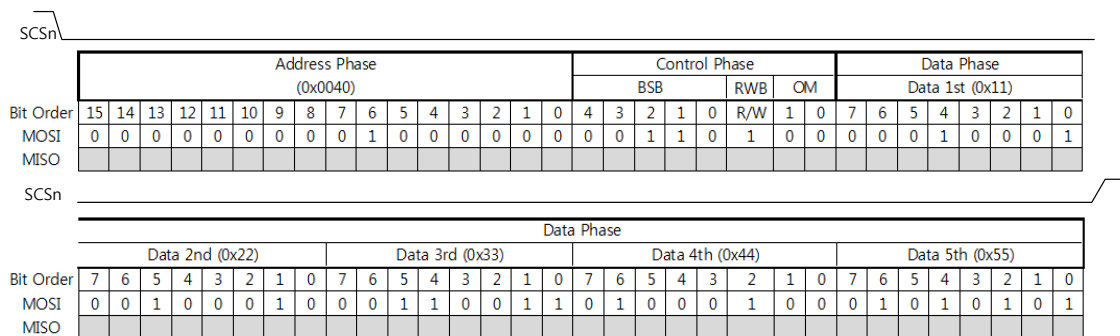 SCSn
Address Phase Control Phase Data Phase
(0x0040) BSB RWB OM Data 1st (0x11)
Bit Order 15 14 13 12 11 10 9 8 7 6 5 4 3 2 1 0 4 3 2 1 0 R/W 1 0 7 6 5 4 3 2 1 0
MOSI 0 0 0 0 0 0 0 0 0 1 0 0 0 0 0 0 0 0 1 1 0 1 0 0 0 0 0 1 0 0 0 1
MISO
SCSn
Data Phase
Data 2nd (0x22) Data 3rd (0x33) Data 4th (0x44) Data 5th (0x55)
Bit Order 7 6 5 4 3 2 1 0 7 6 5 4 3 2 1 0 7 6 5 4 3 2 1 0 7 6 5 4 3 2 1 0
MOSI 0 0 1 0 0 0 1 0 0 0 1 1 0 0 1 1 0 1 0 0 0 1 0 0 0 1 0 1 0 1 0 1
MISO